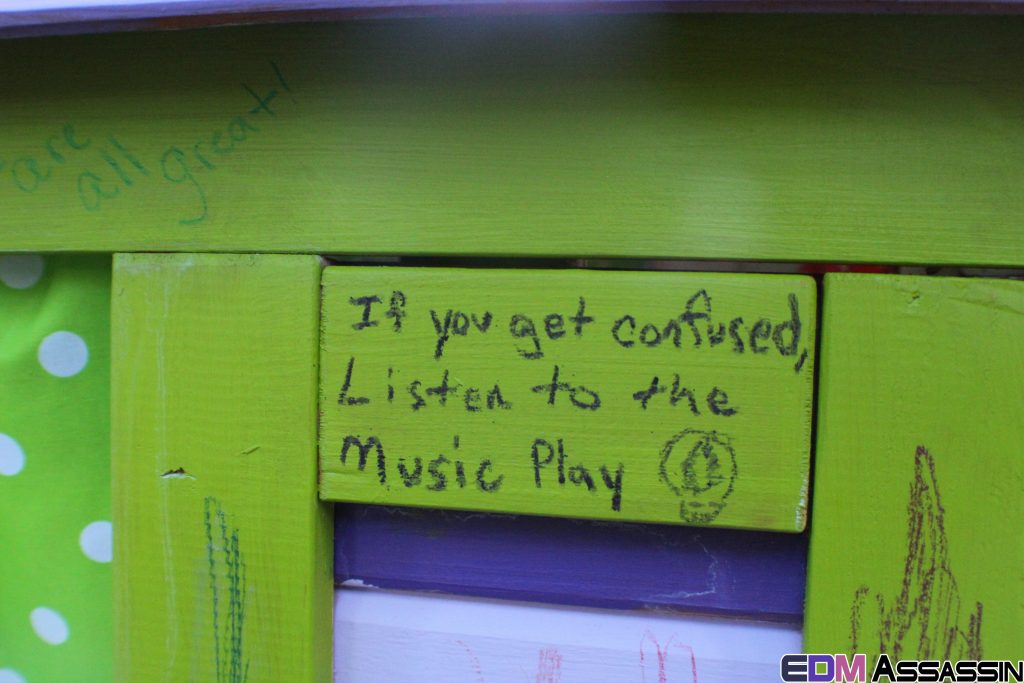 are
all great!
If you get confused,
Listen to the
Music Play
EDM ASSASSIN